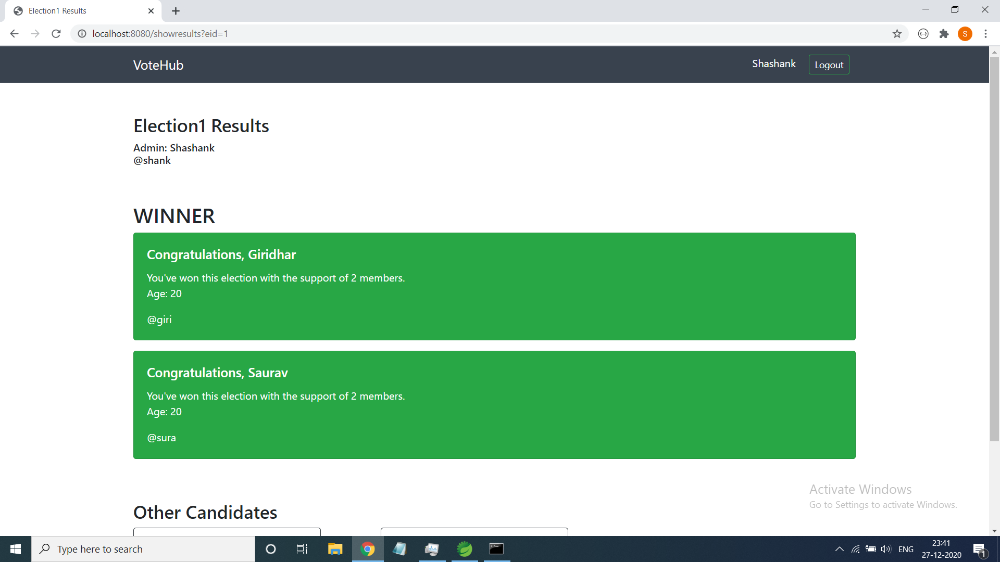 Election1 Results
localhost:8080/showresults?eid=1
S
VoteHub
Shashank
Logout
Election1 Results
Admin: Shashank
@shank
WINNER
Congratulations, Giridhar
You've won this election with the support of 2 members.
Age: 20
@giri
Congratulations, Saurav
You've won this election with the support of 2 members.
Age: 20
@sura
Activate Windows
Go to Settings to activate Windows.
Other Candidates
Type here to search
ENG
23:41
27-12-2020
1